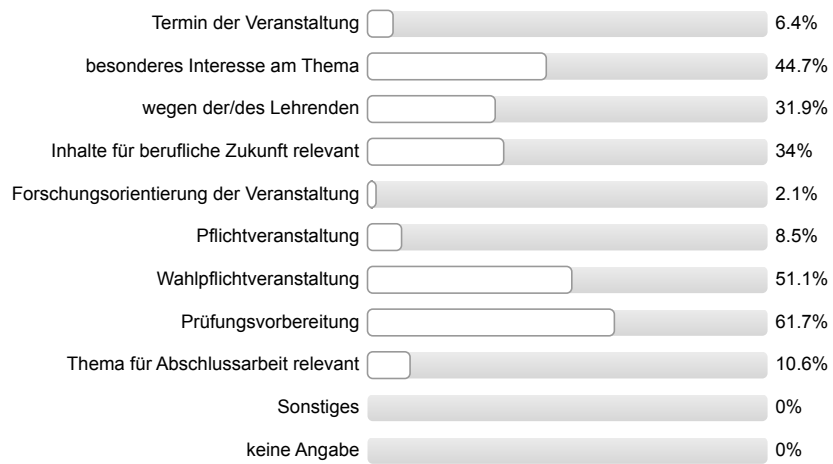 Termin der Veranstaltung 6.4%
besonderes Interesse am Thema 44.7%
wegen der/des Lehrenden 31.9%
Inhalte für berufliche Zukunft relevant 34%
Forschungsorientierung der Veranstaltung 2.1%
Pflichtveranstaltung 8.5%
Wahlpflichtveranstaltung 51.1%
Prüfungsvorbereitung 61.7%
Thema für Abschlussarbeit relevant 10.6%
Sonstiges 0%
keine Angabe 0%